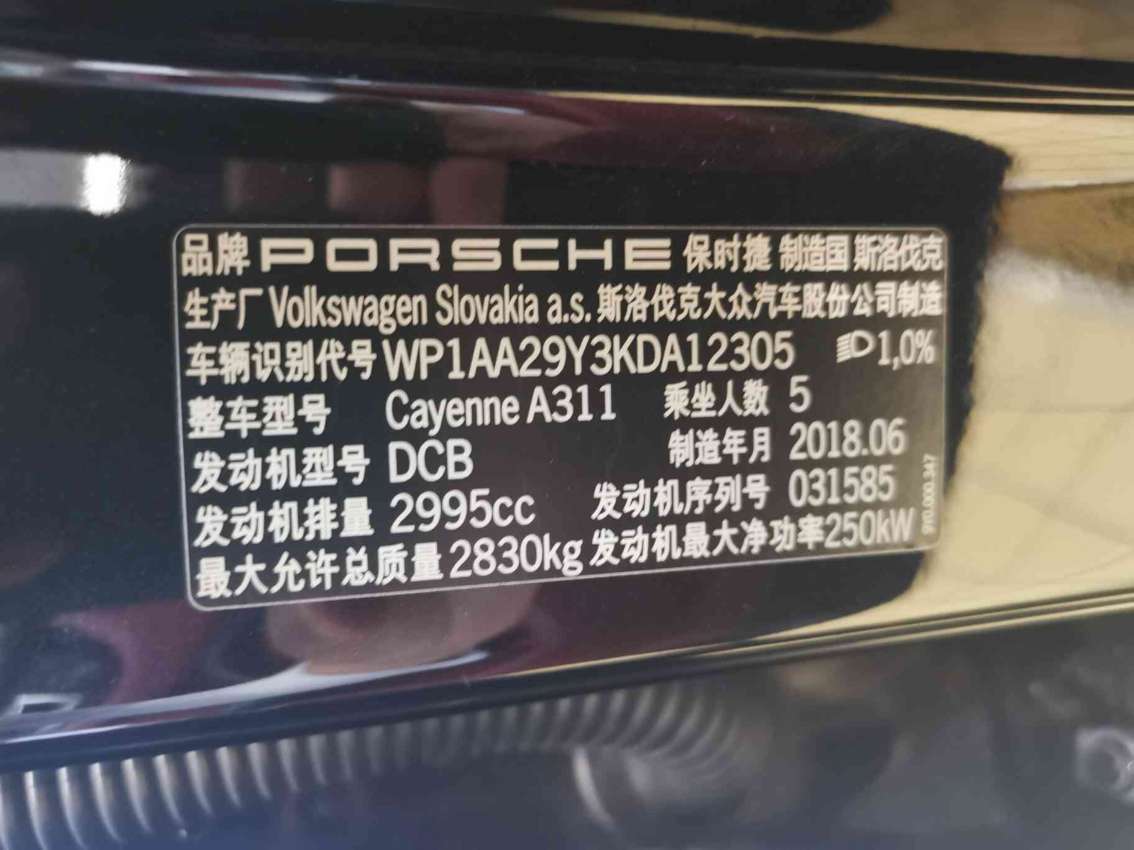 品牌 PORSCHE 保时捷 制造国 斯洛伐克
生产厂 Volkswagen Slovakia a.s. 斯洛伐克大众汽车股份公司制造
车辆识别代号 WP1AA29Y3KDA12305 1,0%
整车型号 Cayenne A311 乘坐人数 5
发动机型号 DCB 制造年月 2018.06
发动机排量 2995cc 发动机序列号 031585
最大允许总质量 2830kg 发动机最大净功率 250kW